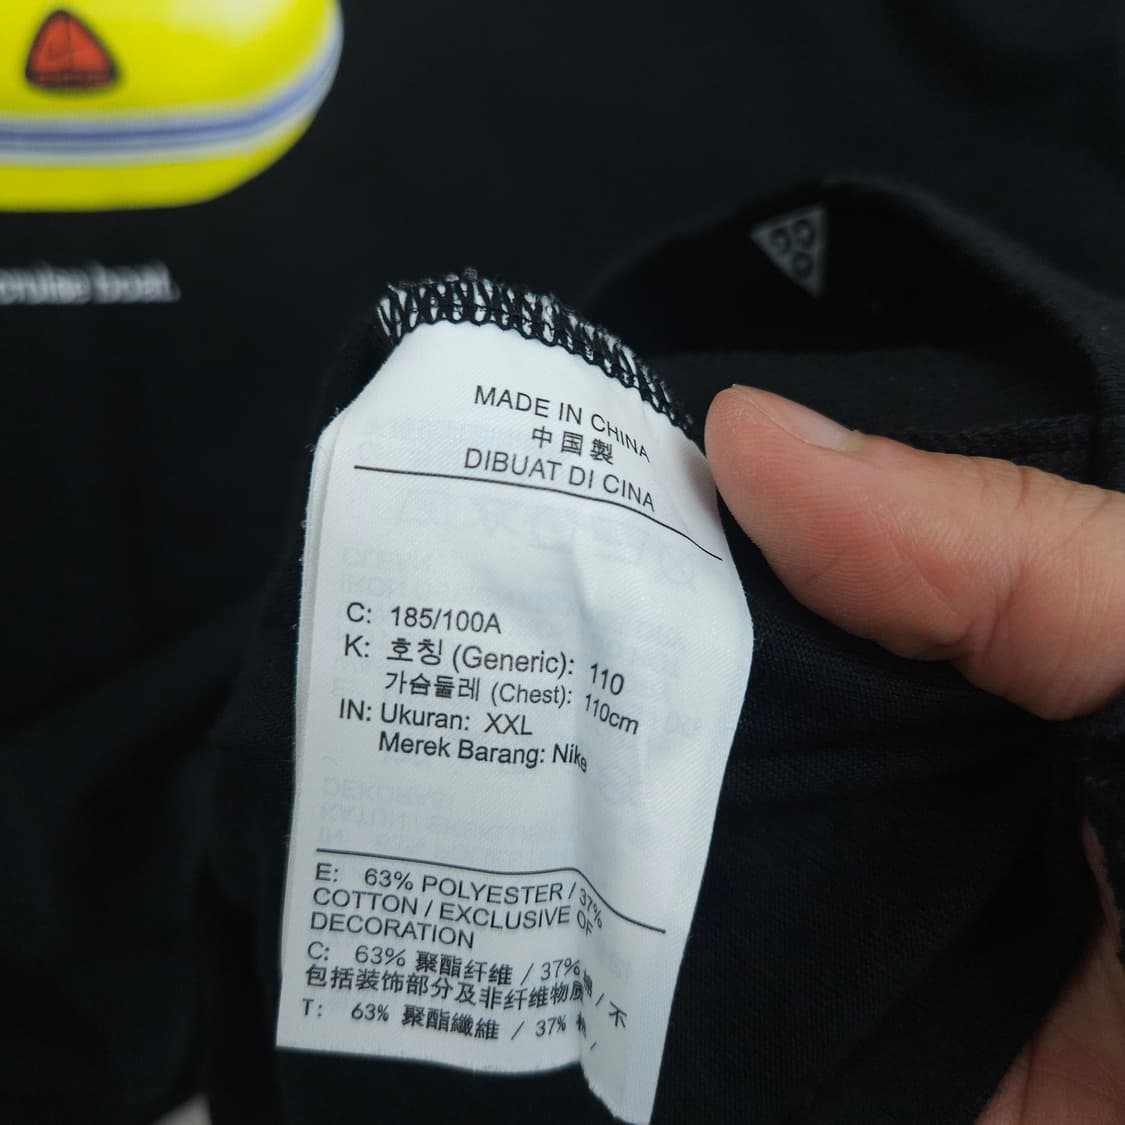 cruise boat.
MADE IN CHINA
中国製
DIBUAT DI CINA
C: 185/100A
K: 호칭 (Generic): 110
가슴둘레 (Chest): 110cm
IN: Ukuran: XXL
Merek Barang: Nike
E: 63% POLYESTER / 37%
COTTON / EXCLUSIVE OF
DECORATION
C: 63% 聚酯纤维 / 37% 棉 / 不
包括装饰部分及非纤维物质
T: 63% 聚酯纖維 / 37% /